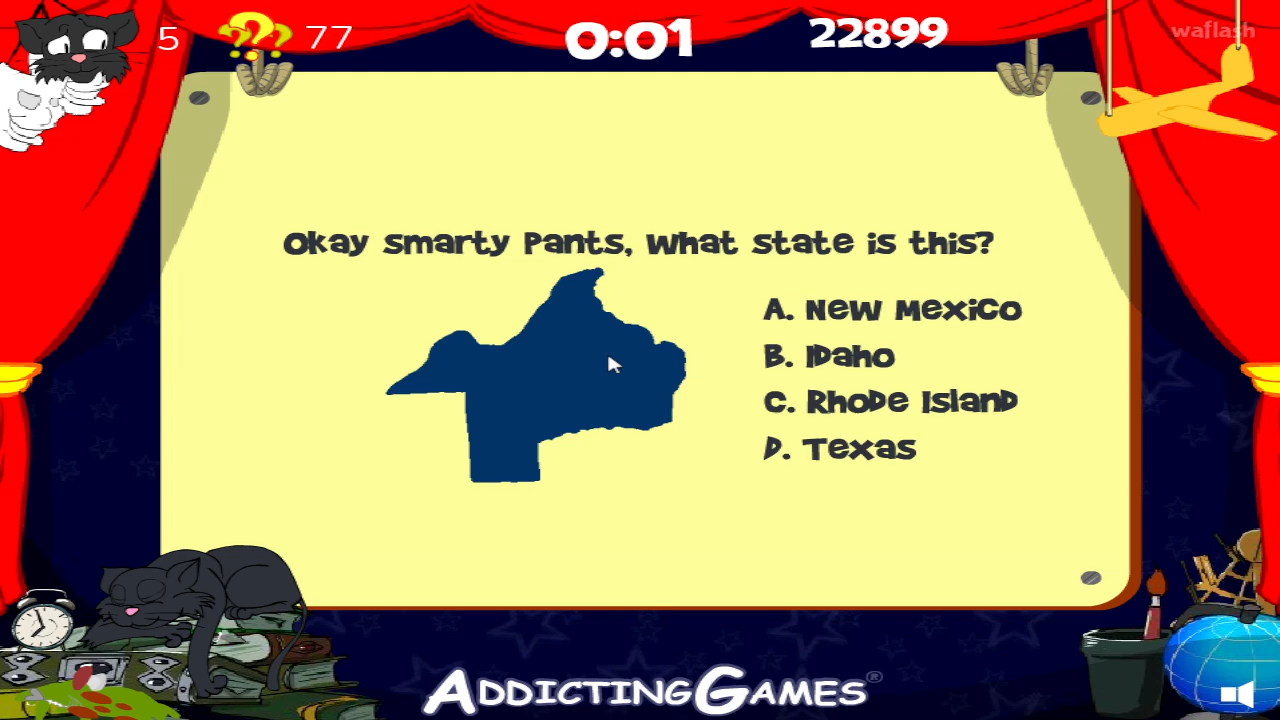 5
77
0:01
22899
waflash
Okay smarty pants, what state is this?
A. New Mexico
B. Idaho
C. Rhode Island
D. Texas
AddictingGames®